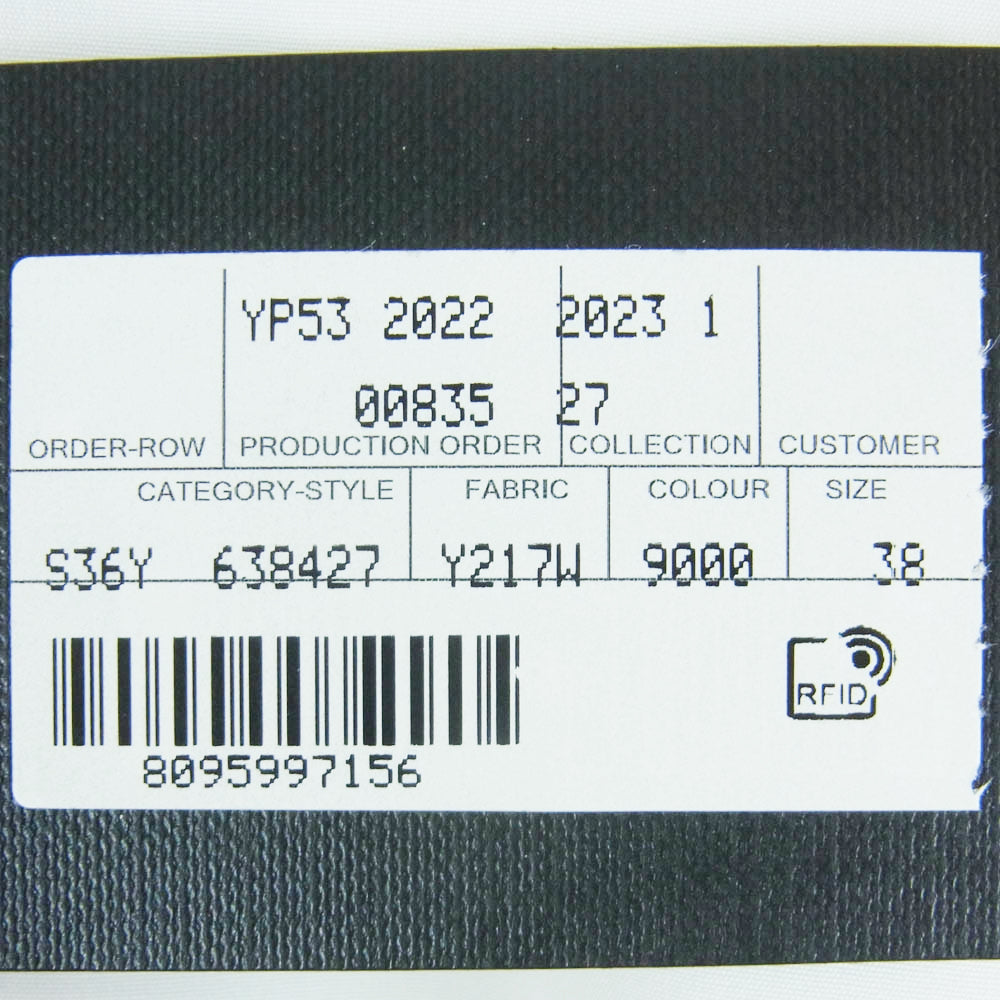 YP53 2022 2023 1
00835 27
ORDER-ROW PRODUCTION ORDER COLLECTION CUSTOMER
CATEGORY-STYLE FABRIC COLOUR SIZE
S36Y 638427 Y217W 9000 38
RFID
8095997156